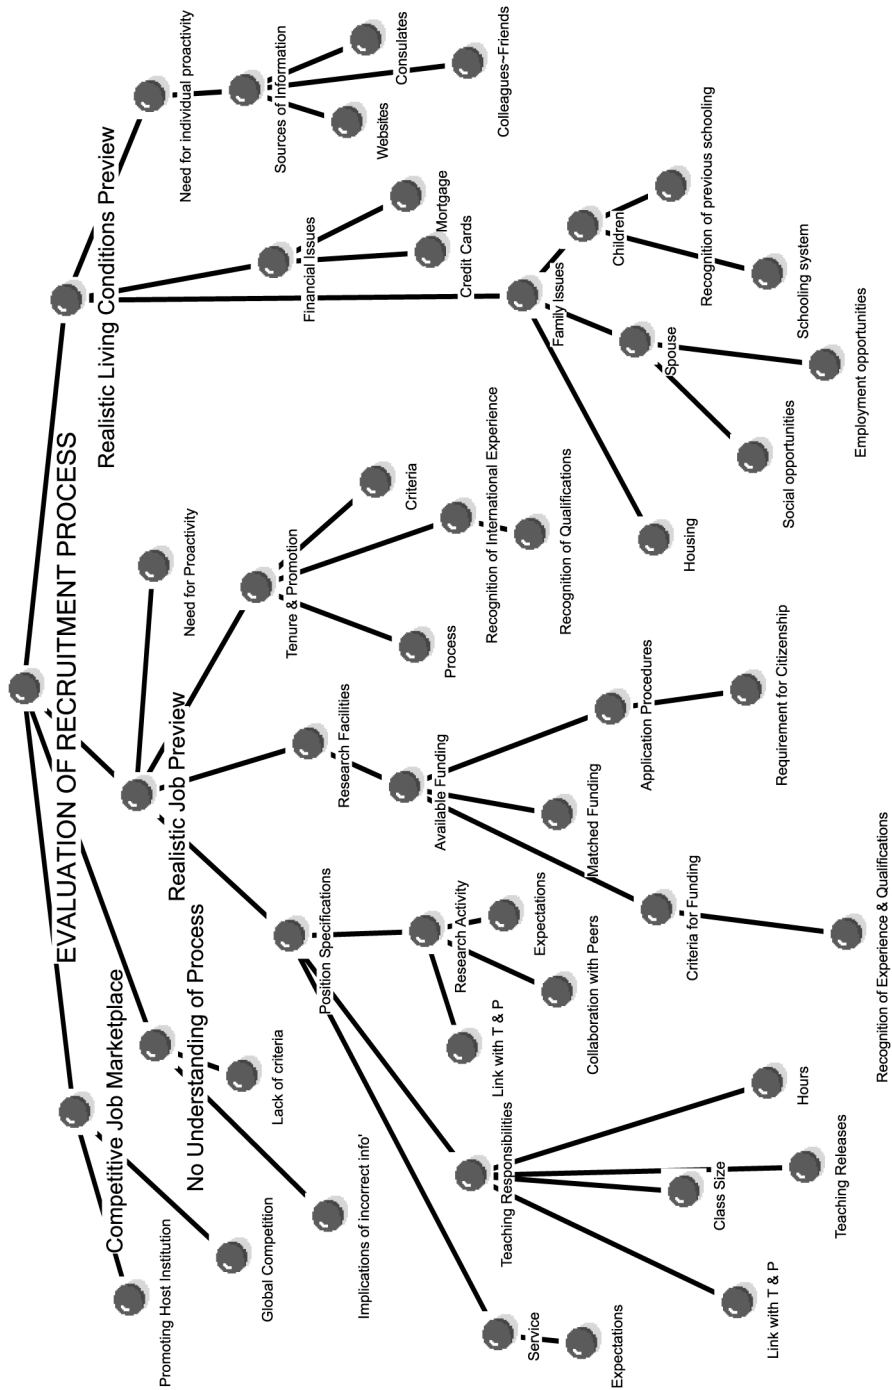 EVALUATION OF RECRUITMENT PROCESS
Competitive Job Marketplace
Promoting Host Institution
Global Competition
No Understanding of Process
Implications of incorrect info'
Lack of criteria
Realistic Job Preview
Position Specifications
Service
Expectations
Teaching Responsibilities
Link with T & P
Class Size
Teaching Releases
Hours
Research Activity
Link with T & P
Collaboration with Peers
Expectations
Research Facilities
Available Funding
Criteria for Funding
Recognition of Experience & Qualifications
Matched Funding
Application Procedures
Requirement for Citizenship
Tenure & Promotion
Process
Recognition of International Experience
Recognition of Qualifications
Criteria
Need for Proactivity
Realistic Living Conditions Preview
Family Issues
Housing
Spouse
Social opportunities
Employment opportunities
Children
Schooling system
Recognition of previous schooling
Financial Issues
Credit Cards
Mortgage
Need for individual proactivity
Sources of Information
Websites
Colleagues~Friends
Consulates